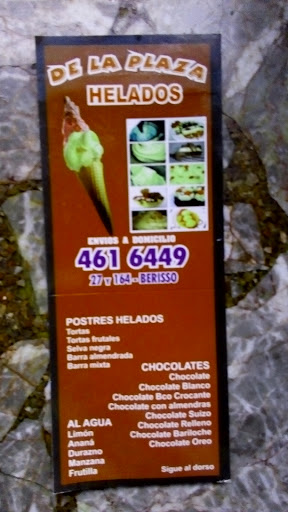 DE LA PLAZA
HELADOS
ENVIOS A DOMICILIO
461 6449
27 Y 164 - BERISSO
POSTRES HELADOS
Tortas
Tortas frutales
Selva negra
Barra almendrada
Barra mixta
CHOCOLATES
Chocolate
Chocolate Blanco
Chocolate Bco Crocante
Chocolate con almendras
Chocolate Suizo
Chocolate Relleno
Chocolate Bariloche
Chocolate Oreo
AL AGUA
Limón
Ananá
Durazno
Manzana
Frutilla
Sigue al dorso